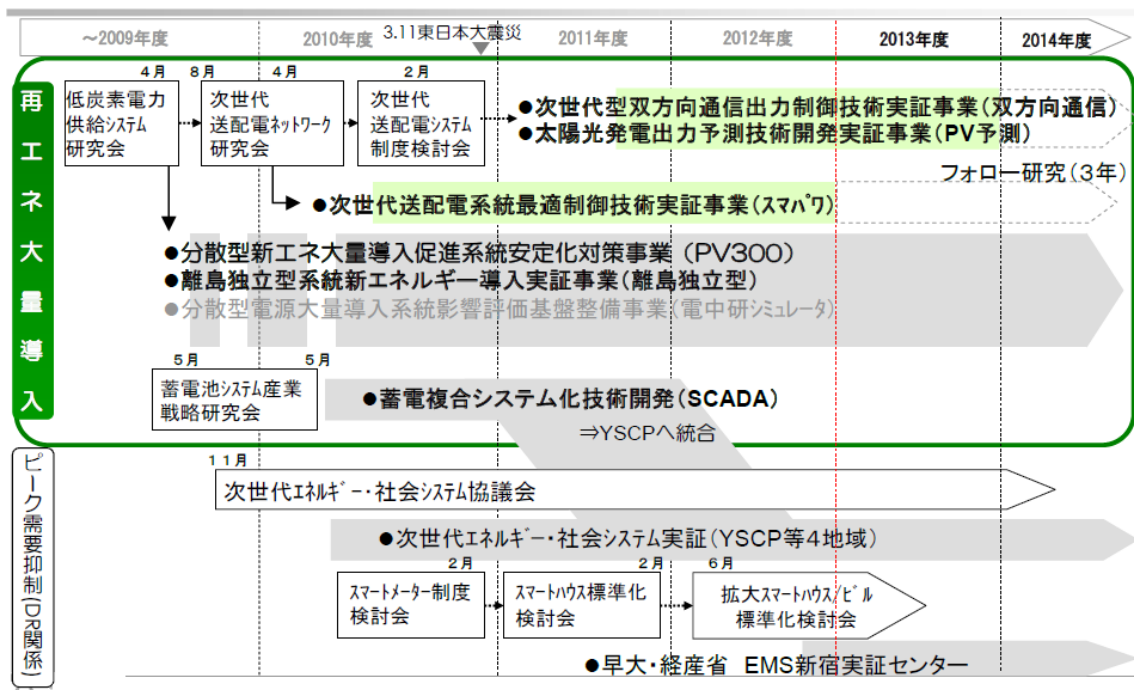 3.11東日本大震災
～2009年度
2010年度
2011年度
2012年度
2013年度
2014年度
再エネ大量導入
4月
8月
4月
2月
低炭素電力
供給システム
研究会
次世代
送配電ネットワーク
研究会
次世代
送配電システム
制度検討会
●次世代型双方向通信出力制御技術実証事業(双方向通信)
●太陽光発電出力予測技術開発実証事業(PV予測)
フォロー研究(3年)
●次世代送配電系統最適制御技術実証事業(スマパワ)
●分散型新エネ大量導入促進系統安定化対策事業(PV300)
●離島独立型系統新エネルギー導入実証事業(離島独立型)
●分散型電源大量導入系統影響評価基盤整備事業(電中研シミュレータ)
5月
5月
蓄電池システム産業
戦略研究会
●蓄電複合システム化技術開発(SCADA)
⇒YSCPへ統合
ピーク需要抑制(DR関係)
11月
次世代エネルギー・社会システム協議会
●次世代エネルギー・社会システム実証(YSCP等4地域)
2月
2月
6月
スマートメーター制度
検討会
スマートハウス標準化
検討会
拡大スマートハウス/ビル
標準化検討会
●早大・経産省 EMS新宿実証センター